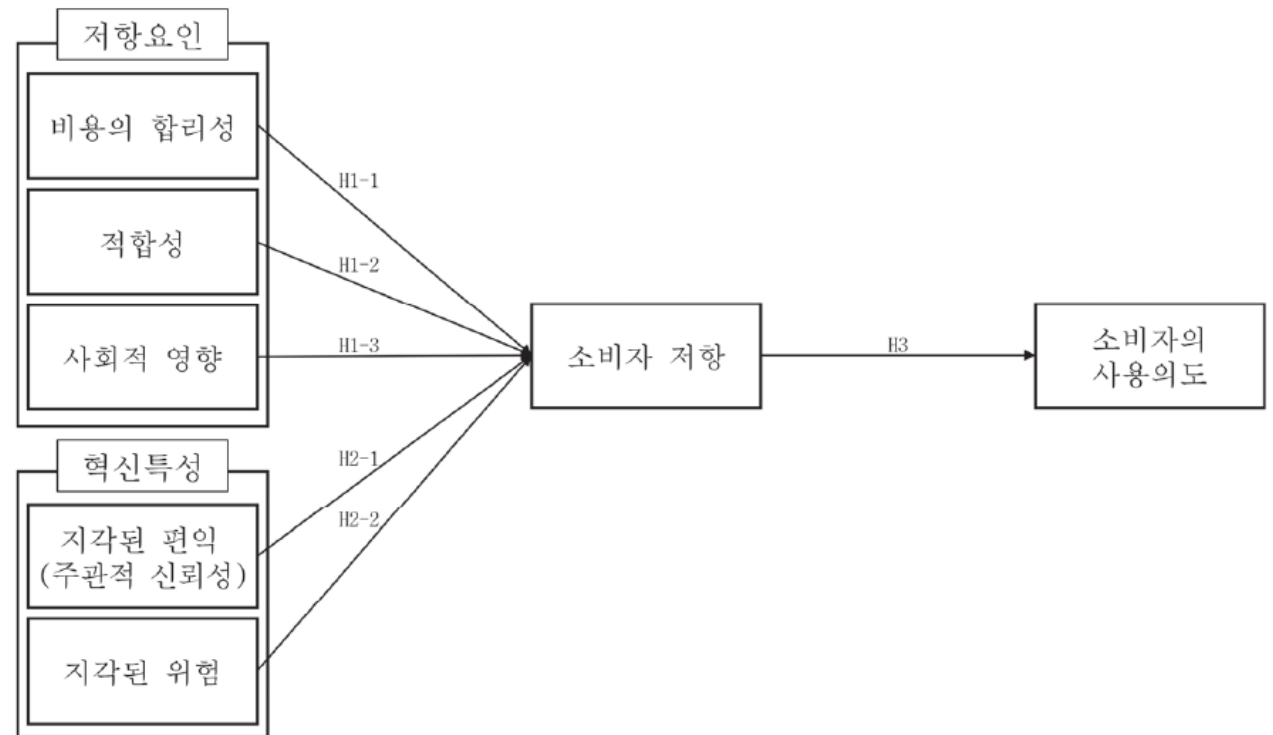 저항요인
비용의 합리성
H1-1
적합성
H1-2
사회적 영향
H1-3
소비자 저항
H3
소비자의
사용의도
혁신특성
H2-1
지각된 편익
(주관적 신뢰성)
H2-2
지각된 위험